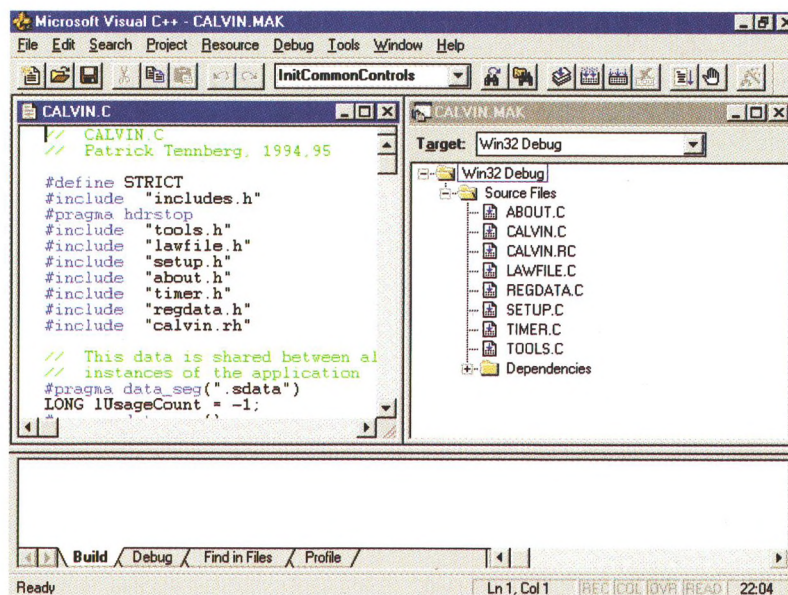 Microsoft Visual C++ - CALVIN.MAK
File Edit Search Project Resource Debug Tools Window Help
InitCommonControls
CALVIN.C
// CALVIN.C
// Patrick Tennberg, 1994,95
#define STRICT
#include "includes.h"
#pragma hdrstop
#include "tools.h"
#include "lawfile.h"
#include "setup.h"
#include "about.h"
#include "timer.h"
#include "regdata.h"
#include "calvin.rh"
// This data is shared between al
// instances of the application
#pragma data_seg(".sdata")
LONG lUsageCount = -1;
CALVIN.MAK
Target: Win32 Debug
Win32 Debug
Source Files
ABOUT.C
CALVIN.C
CALVIN.RC
LAWFILE.C
REGDATA.C
SETUP.C
TIMER.C
TOOLS.C
Dependencies
Build Debug Find in Files Profile
Ready Ln 1, Col 1 REC COL OVR READ 22:04